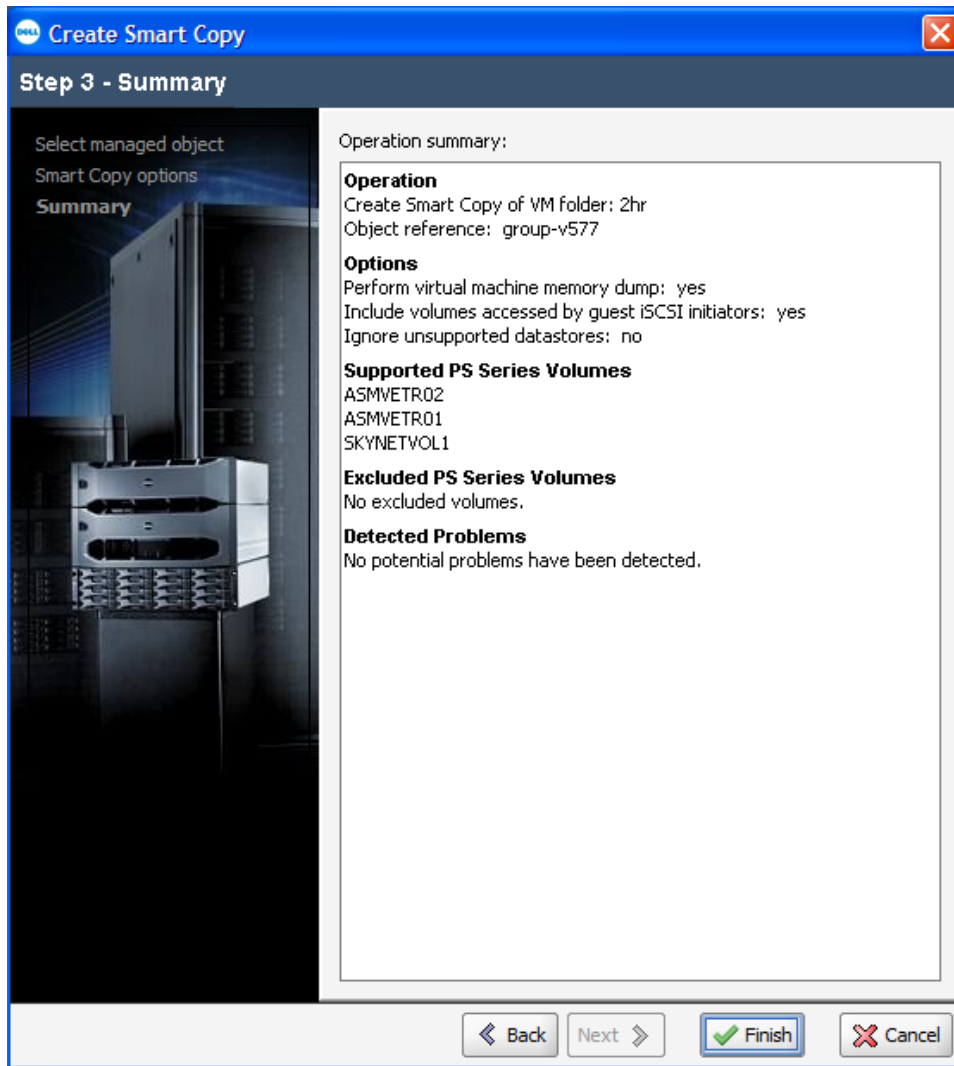 DELL Create Smart Copy
Step 3 - Summary
Select managed object
Smart Copy options
Summary
Operation summary:
Operation
Create Smart Copy of VM folder: 2hr
Object reference: group-v577
Options
Perform virtual machine memory dump: yes
Include volumes accessed by guest iSCSI initiators: yes
Ignore unsupported datastores: no
Supported PS Series Volumes
ASMVETR02
ASMVETR01
SKYNETVOL1
Excluded PS Series Volumes
No excluded volumes.
Detected Problems
No potential problems have been detected.
Back Next Finish Cancel